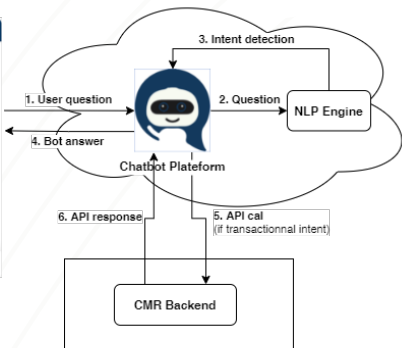 3. Intent detection
1. User question
2. Question
NLP Engine
4. Bot answer
Chatbot Plateform
6. API response
5. API cal
(if transactionnal intent)
CMR Backend